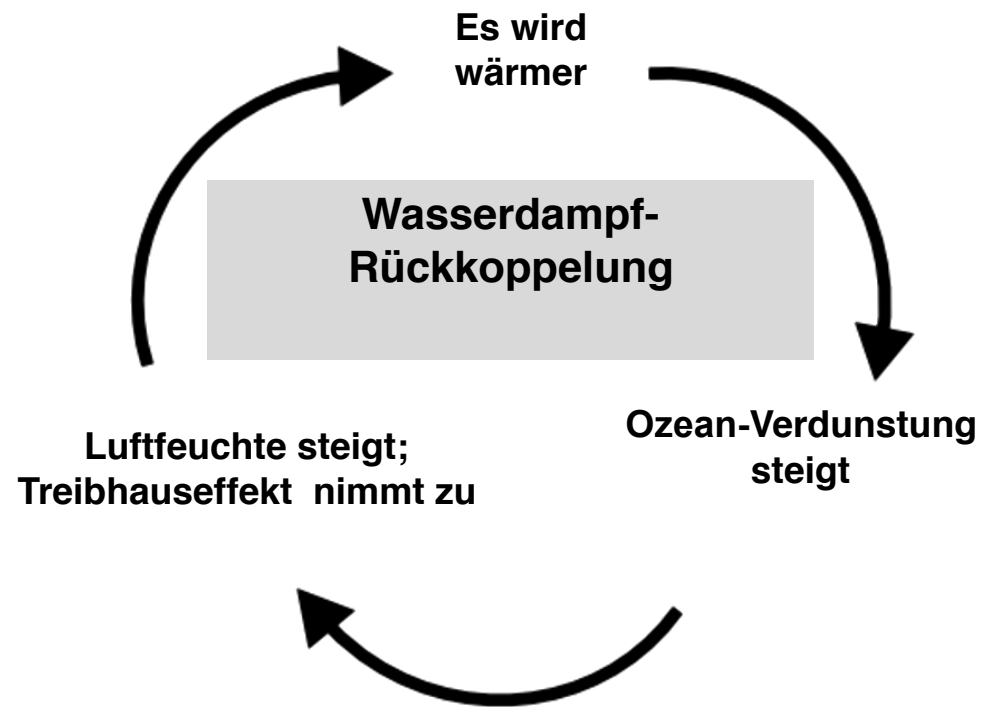 Es wird
wärmer
Wasserdampf-
Rückkoppelung
Ozean-Verdunstung
steigt
Luftfeuchte steigt;
Treibhauseffekt  nimmt zu